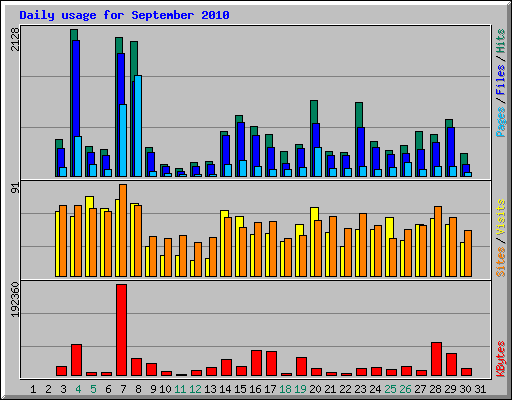 Daily usage for September 2010
2128
Pages / Files / Hits
91
Sites / Visits
192360
KBytes
1 2 3 4 5 6 7 8 9 10 11 12 13 14 15 16 17 18 19 20 21 22 23 24 25 26 27 28 29 30 31